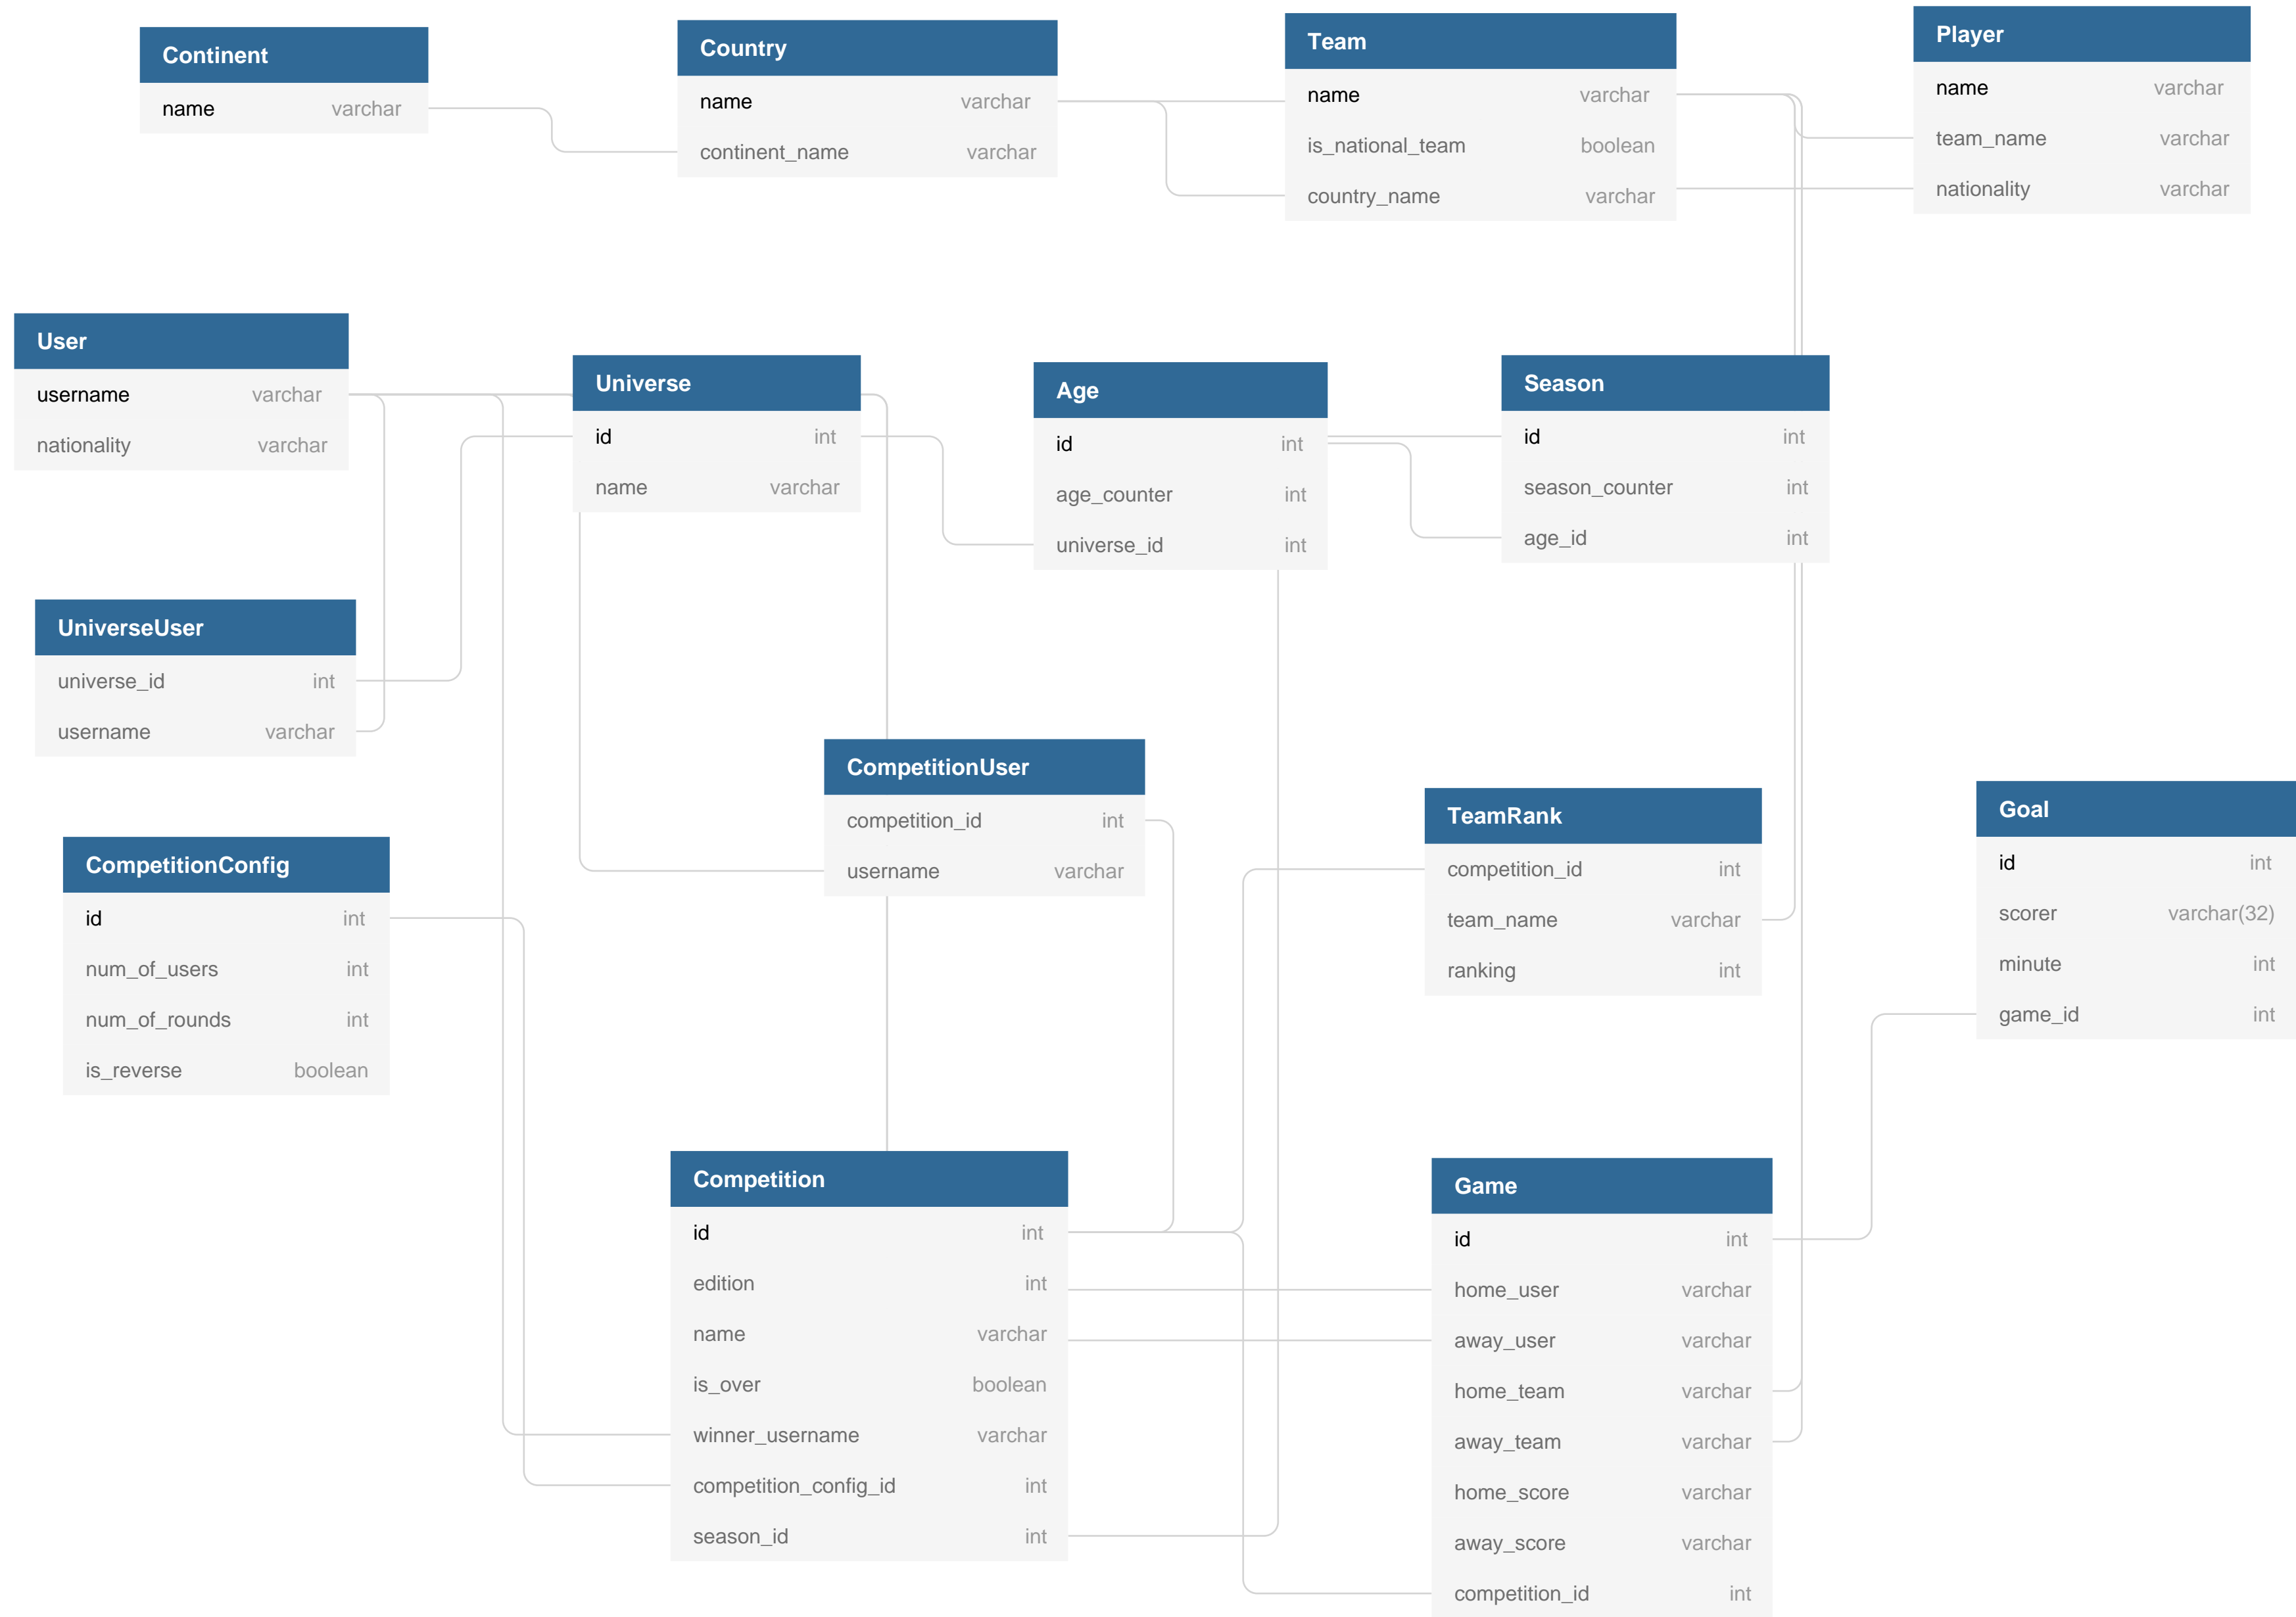 Continent
name varchar
Country
name varchar
continent_name varchar
Team
name varchar
is_national_team boolean
country_name varchar
Player
name varchar
team_name varchar
nationality varchar
User
username varchar
nationality varchar
Universe
id int
name varchar
Age
id int
age_counter int
universe_id int
Season
id int
season_counter int
age_id int
UniverseUser
universe_id int
username varchar
CompetitionUser
competition_id int
username varchar
TeamRank
competition_id int
team_name varchar
ranking int
Goal
id int
scorer varchar(32)
minute int
game_id int
CompetitionConfig
id int
num_of_users int
num_of_rounds int
is_reverse boolean
Competition
id int
edition int
name varchar
is_over boolean
winner_username varchar
competition_config_id int
season_id int
Game
id int
home_user varchar
away_user varchar
home_team varchar
away_team varchar
home_score varchar
away_score varchar
competition_id int